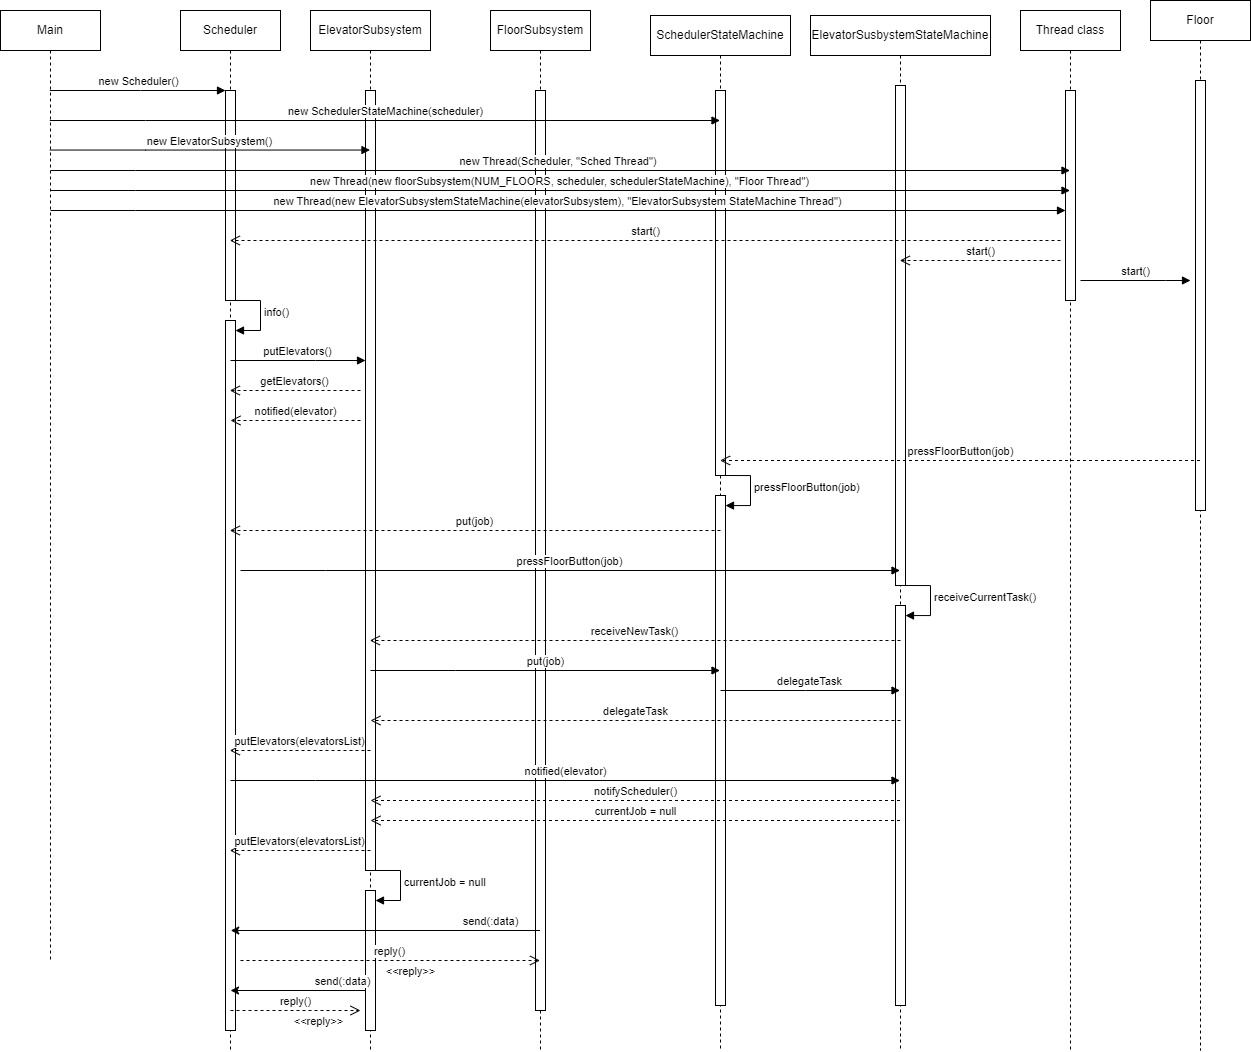 Main
Scheduler
ElevatorSubsystem
FloorSubsystem
SchedulerStateMachine
ElevatorSusbystemStateMachine
Thread class
Floor
new Scheduler()
new SchedulerStateMachine(scheduler)
new ElevatorSubsystem()
new Thread(Scheduler, "Sched Thread")
new Thread(new floorSubsystem(NUM_FLOORS, scheduler, schedulerStateMachine), "Floor Thread")
new Thread(new ElevatorSubsystemStateMachine(elevatorSubsystem), "ElevatorSubsystem StateMachine Thread")
start()
start()
start()
info()
putElevators()
getElevators()
notified(elevator)
pressFloorButton(job)
pressFloorButton(job)
put(job)
pressFloorButton(job)
receiveCurrentTask()
receiveNewTask()
put(job)
delegateTask
delegateTask
putElevators(elevatorsList)
notified(elevator)
notifyScheduler()
currentJob = null
putElevators(elevatorsList)
currentJob = null
send(:data)
reply()
<<reply>>
send(:data)
reply()
<<reply>>